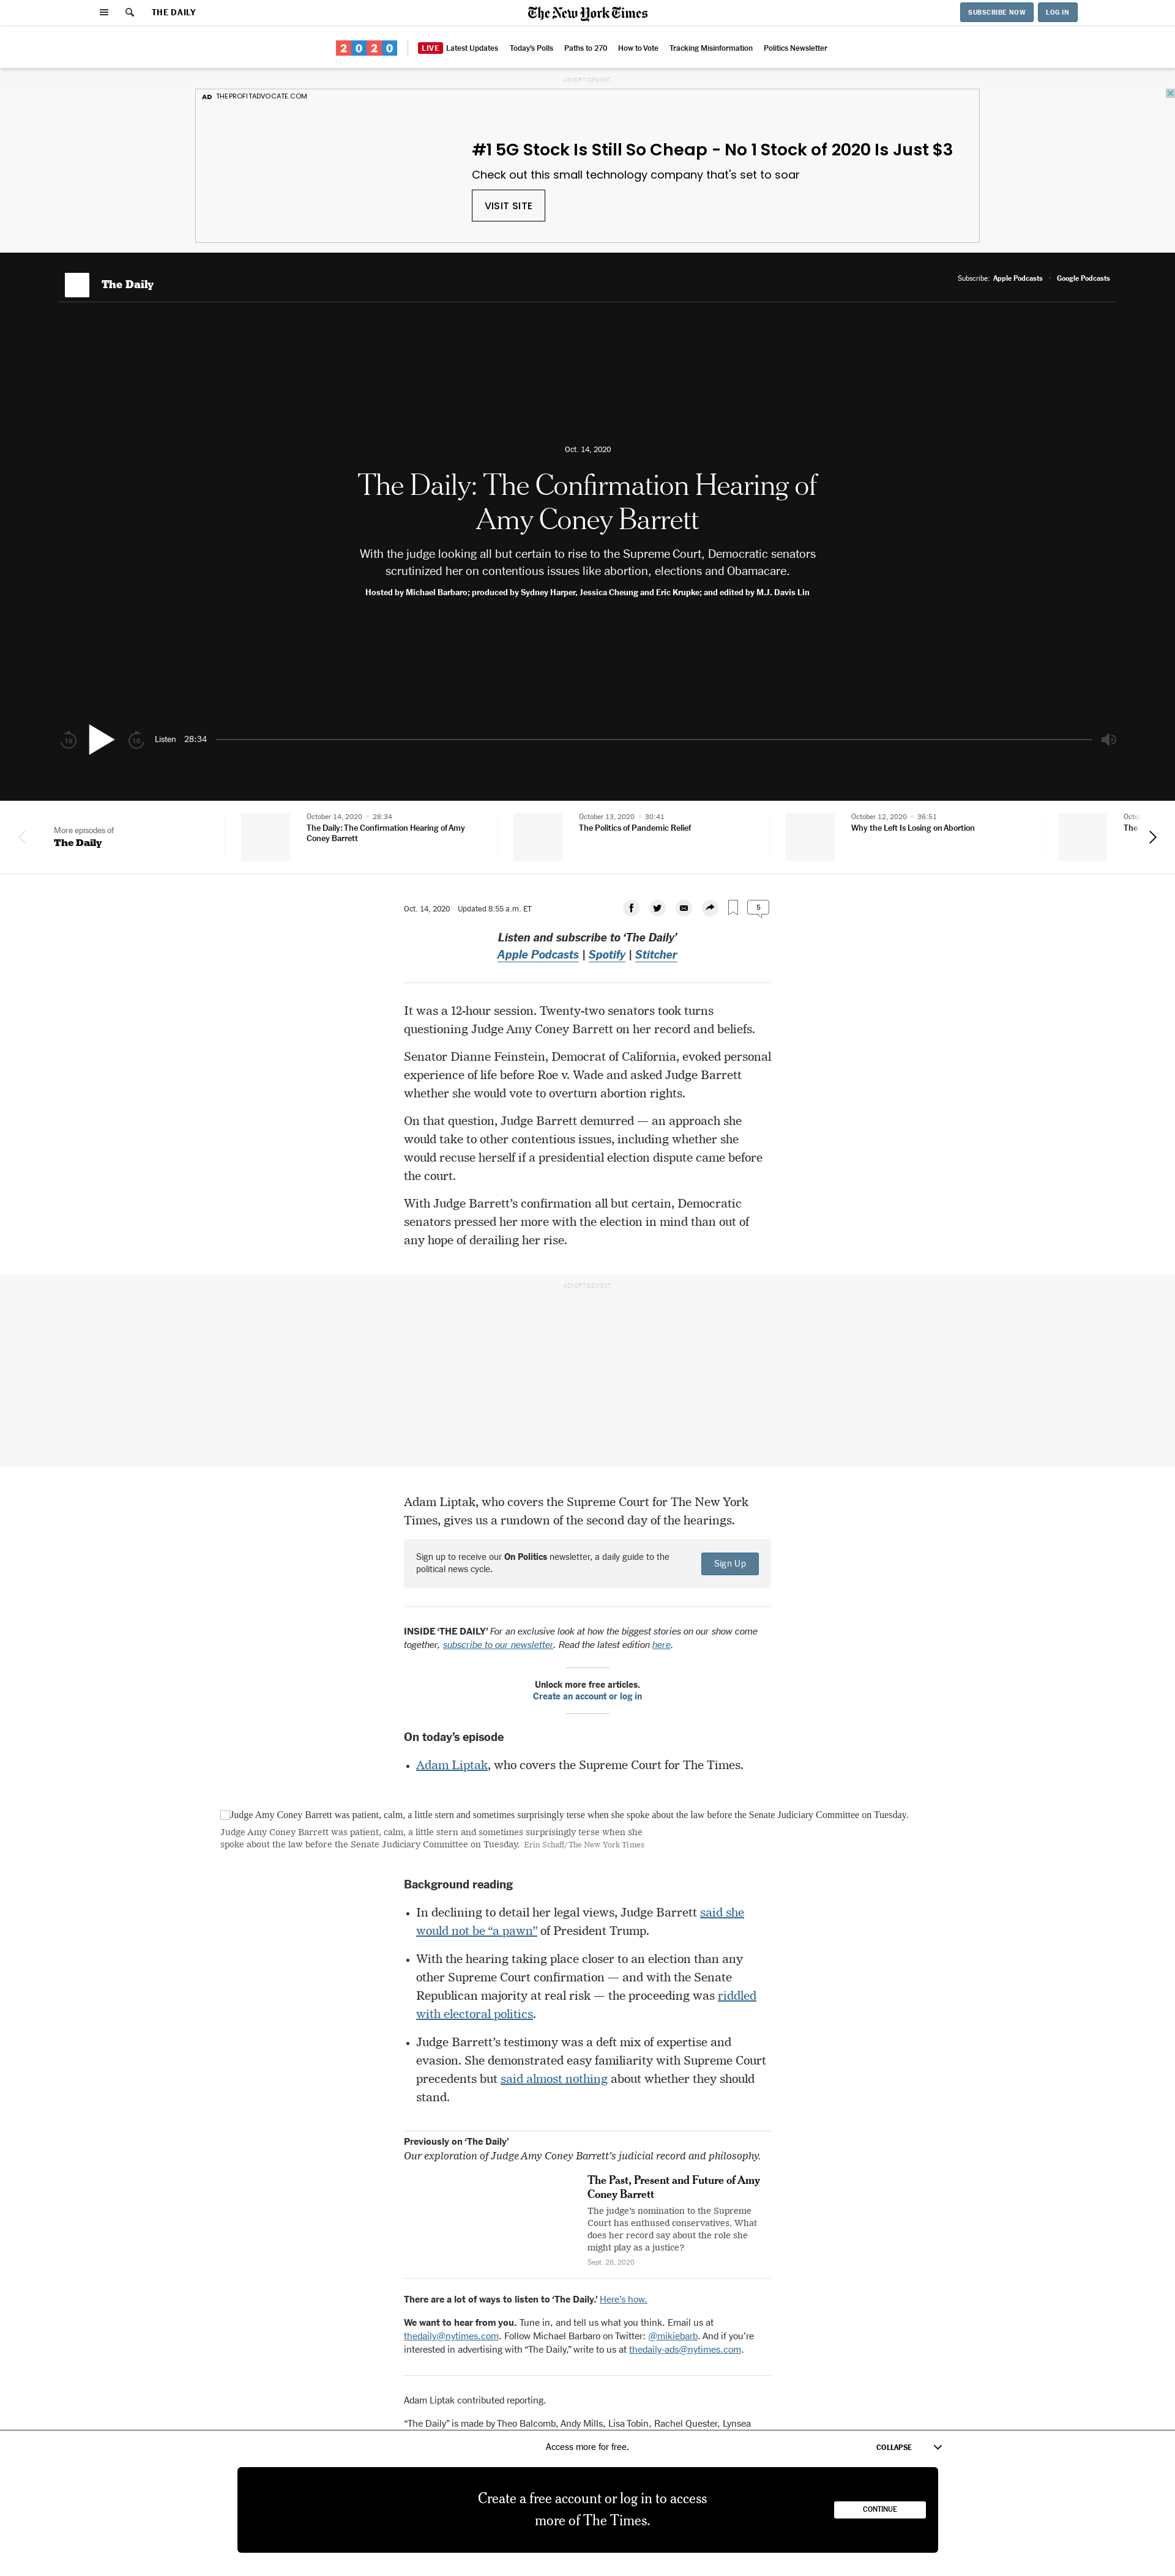 THE DAILY
The New York Times
SUBSCRIBE NOW
LOG IN
2020
LIVE Latest Updates
Today's Polls
Paths to 270
How to Vote
Tracking Misinformation
Politics Newsletter
ADVERTISEMENT
AD THEPROFITADVOCATE.COM
#1 5G Stock Is Still So Cheap - No 1 Stock of 2020 Is Just $3
Check out this small technology company that's set to soar
VISIT SITE
The Daily
Subscribe: Apple Podcasts
Google Podcasts
Oct. 14, 2020
The Daily: The Confirmation Hearing of
Amy Coney Barrett
With the judge looking all but certain to rise to the Supreme Court, Democratic senators
scrutinized her on contentious issues like abortion, elections and Obamacare.
Hosted by Michael Barbaro; produced by Sydney Harper, Jessica Cheung and Eric Krupke; and edited by M.J. Davis Lin
10
10
Listen 28:34
More episodes of
The Daily
October 14, 2020 • 28:34
The Daily: The Confirmation Hearing of Amy
Coney Barrett
October 13, 2020 • 30:41
The Politics of Pandemic Relief
October 12, 2020 • 36:51
Why the Left Is Losing on Abortion
Octo
The
Oct. 14, 2020 Updated 8:55 a.m. ET
5
Listen and subscribe to ‘The Daily’
Apple Podcasts | Spotify | Stitcher
It was a 12-hour session. Twenty-two senators took turns
questioning Judge Amy Coney Barrett on her record and beliefs.
Senator Dianne Feinstein, Democrat of California, evoked personal
experience of life before Roe v. Wade and asked Judge Barrett
whether she would vote to overturn abortion rights.
On that question, Judge Barrett demurred — an approach she
would take to other contentious issues, including whether she
would recuse herself if a presidential election dispute came before
the court.
With Judge Barrett’s confirmation all but certain, Democratic
senators pressed her more with the election in mind than out of
any hope of derailing her rise.
ADVERTISEMENT
Adam Liptak, who covers the Supreme Court for The New York
Times, gives us a rundown of the second day of the hearings.
Sign up to receive our On Politics newsletter, a daily guide to the
political news cycle.
Sign Up
INSIDE ‘THE DAILY’ For an exclusive look at how the biggest stories on our show come
together, subscribe to our newsletter. Read the latest edition here.
Unlock more free articles.
Create an account or log in
On today’s episode
• Adam Liptak, who covers the Supreme Court for The Times.
Judge Amy Coney Barrett was patient, calm, a little stern and sometimes surprisingly terse when she spoke about the law before the Senate Judiciary Committee on Tuesday.
Judge Amy Coney Barrett was patient, calm, a little stern and sometimes surprisingly terse when she
spoke about the law before the Senate Judiciary Committee on Tuesday. Erin Schaff/The New York Times
Background reading
• In declining to detail her legal views, Judge Barrett said she
would not be “a pawn” of President Trump.
• With the hearing taking place closer to an election than any
other Supreme Court confirmation — and with the Senate
Republican majority at real risk — the proceeding was riddled
with electoral politics.
• Judge Barrett’s testimony was a deft mix of expertise and
evasion. She demonstrated easy familiarity with Supreme Court
precedents but said almost nothing about whether they should
stand.
Previously on ‘The Daily’
Our exploration of Judge Amy Coney Barrett’s judicial record and philosophy.
The Past, Present and Future of Amy
Coney Barrett
The judge’s nomination to the Supreme
Court has enthused conservatives. What
does her record say about the role she
might play as a justice?
Sept. 28, 2020
There are a lot of ways to listen to ‘The Daily.’ Here’s how.
We want to hear from you. Tune in, and tell us what you think. Email us at
thedaily@nytimes.com. Follow Michael Barbaro on Twitter: @mikiebarb. And if you’re
interested in advertising with “The Daily,” write to us at thedaily-ads@nytimes.com.
Adam Liptak contributed reporting.
“The Daily” is made by Theo Balcomb, Andy Mills, Lisa Tobin, Rachel Quester, Lynsea
Access more for free.
COLLAPSE
Create a free account or log in to access
more of The Times.
CONTINUE